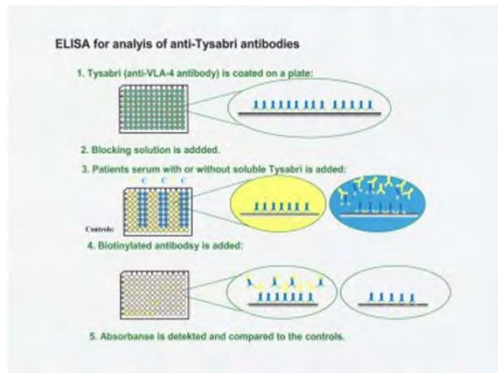 ELISA for analyis of anti-Tysabri antibodies
1. Tysabri (anti-VLA-4 antibody) is coated on a plate:
2. Blocking solution is addded.
3. Patients serum with or without soluble Tysabri is added:
C C C
Controls:
4. Biotinylated antibodsy is added:
5. Absorbanse is detekted and compared to the controls.